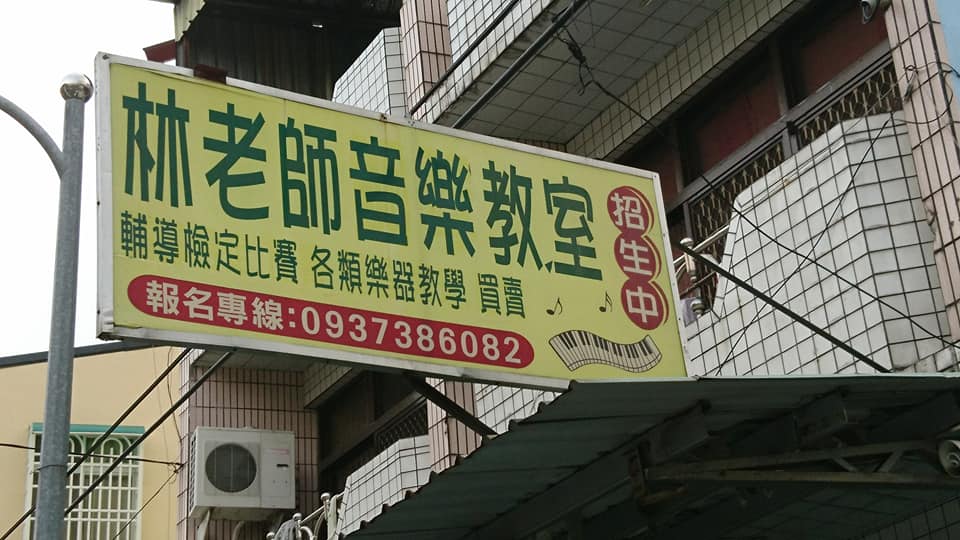 林老師音樂教室
招生中
輔導檢定比賽 各類樂器教學 買賣
報名專線:0937386082